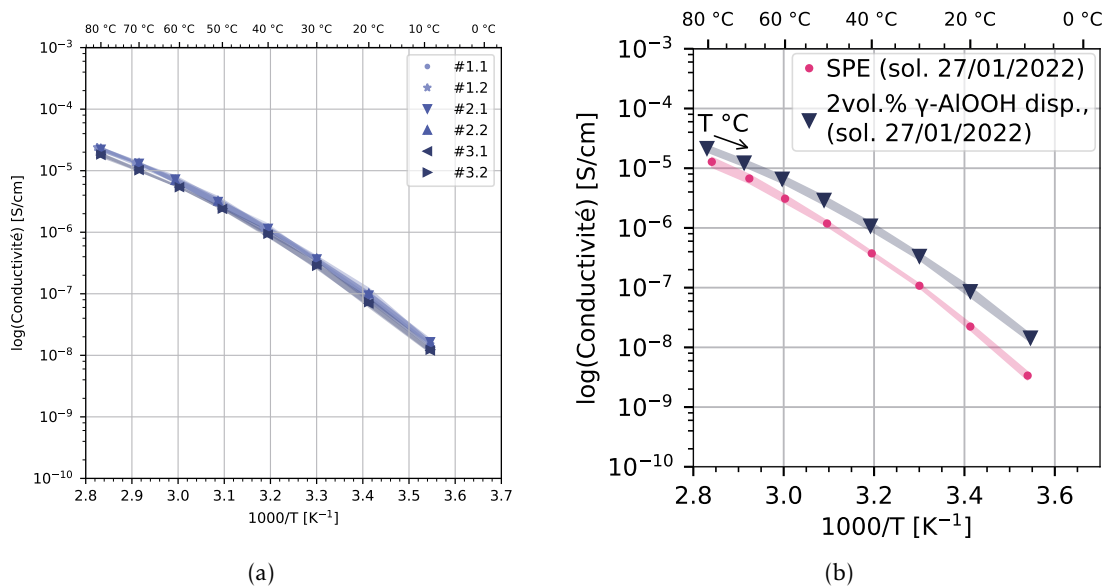 80 °C 70 °C 60 °C 50 °C 40 °C 30 °C 20 °C 10 °C 0 °C
10⁻³
10⁻⁴
10⁻⁵
10⁻⁶
10⁻⁷
10⁻⁸
10⁻⁹
10⁻¹⁰
log(Conductivité) [S/cm]
#1.1
#1.2
#2.1
#2.2
#3.1
#3.2
2.8 2.9 3.0 3.1 3.2 3.3 3.4 3.5 3.6 3.7
1000/T [K⁻¹]
(a)
80 °C 60 °C 40 °C 20 °C 0 °C
10⁻³
10⁻⁴
10⁻⁵
10⁻⁶
10⁻⁷
10⁻⁸
10⁻⁹
10⁻¹⁰
log(Conductivité) [S/cm]
SPE (sol. 27/01/2022)
2vol.% γ-AlOOH disp.,
(sol. 27/01/2022)
T °C
2.8 3.0 3.2 3.4 3.6
1000/T [K⁻¹]
(b)